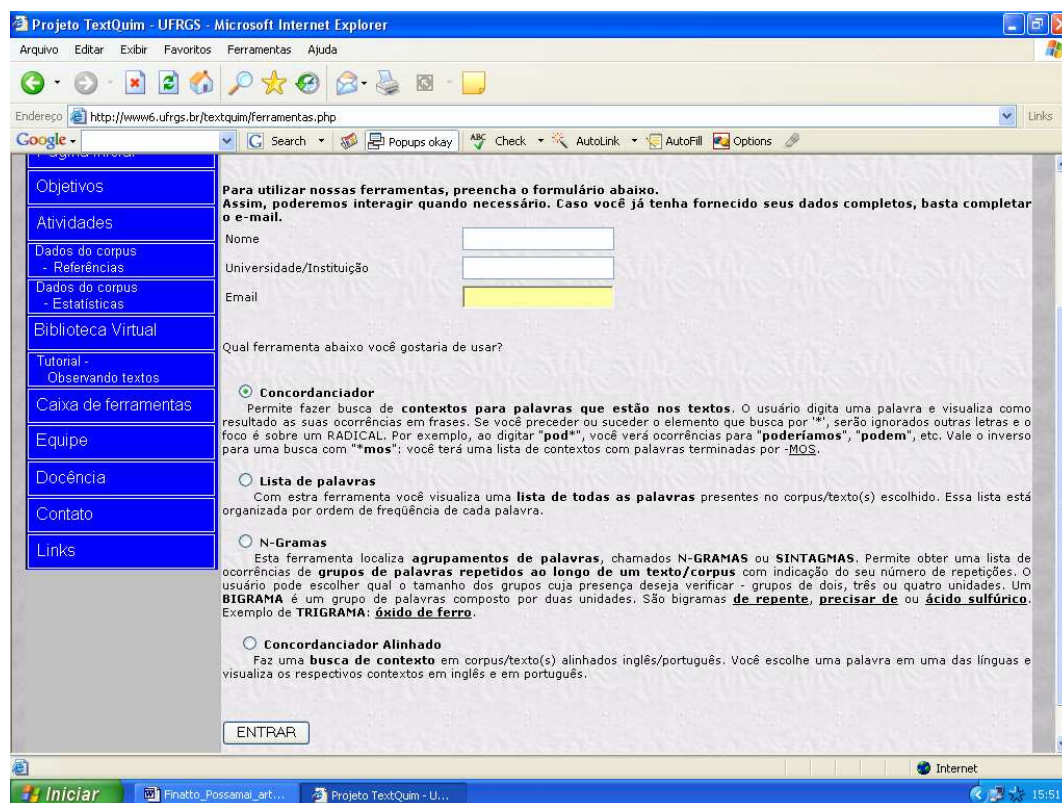 Projeto TextQuim - UFRGS - Microsoft Internet Explorer
Arquivo Editar Exibir Favoritos Ferramentas Ajuda
Endereço http://www6.ufrgs.br/textquim/ferramentas.php Links
Google Search Popups okay ABC Check AutoLink AutoFill Options
Página Inicial
Objetivos
Atividades
Dados do corpus
- Referências
Dados do corpus
- Estatísticas
Biblioteca Virtual
Tutorial -
Observando textos
Caixa de ferramentas
Equipe
Docência
Contato
Links
Para utilizar nossas ferramentas, preencha o formulário abaixo.
Assim, poderemos interagir quando necessário. Caso você já tenha fornecido seus dados completos, basta completar
o e-mail.
Nome
Universidade/Instituição
Email
Qual ferramenta abaixo você gostaria de usar?
Concordanciador
Permite fazer busca de contextos para palavras que estão nos textos. O usuário digita uma palavra e visualiza como
resultado as suas ocorrências em frases. Se você preceder ou suceder o elemento que busca por '*', serão ignorados outras letras e o
foco é sobre um RADICAL. Por exemplo, ao digitar "pod*", você verá ocorrências para "poderíamos", "podem", etc. Vale o inverso
para uma busca com "*mos": você terá uma lista de contextos com palavras terminadas por -MOS.
Lista de palavras
Com estra ferramenta você visualiza uma lista de todas as palavras presentes no corpus/texto(s) escolhido. Essa lista está
organizada por ordem de freqüência de cada palavra.
N-Gramas
Esta ferramenta localiza agrupamentos de palavras, chamados N-GRAMAS ou SINTAGMAS. Permite obter uma lista de
ocorrências de grupos de palavras repetidos ao longo de um texto/corpus com indicação do seu número de repetições. O
usuário pode escolher qual o tamanho dos grupos cuja presença deseja verificar - grupos de dois, três ou quatro unidades. Um
BIGRAMA é um grupo de palavras composto por duas unidades. São bigramas de repente, precisar de ou ácido sulfúrico.
Exemplo de TRIGRAMA: óxido de ferro.
Concordanciador Alinhado
Faz uma busca de contexto em corpus/texto(s) alinhados inglês/português. Você escolhe uma palavra em uma das línguas e
visualiza os respectivos contextos em inglês e em português.
ENTRAR
Internet
Iniciar Finatto_Possamai_art... Projeto TextQuim - U... 15:51